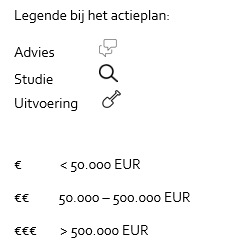 Legende bij het actieplan:
Advies
Studie
Uitvoering
€ < 50.000 EUR
€€ 50.000 – 500.000 EUR
€€€ > 500.000 EUR